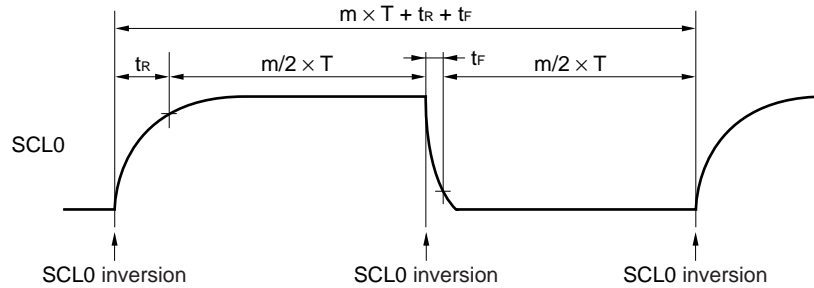 m × T + tR + tF
tR
m/2 × T
tF
m/2 × T
SCL0
SCL0 inversion
SCL0 inversion
SCL0 inversion